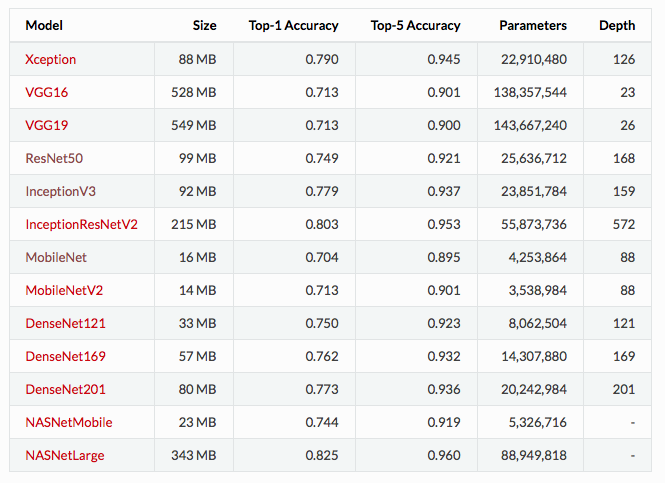 Model Size Top-1 Accuracy Top-5 Accuracy Parameters Depth
Xception 88 MB 0.790 0.945 22,910,480 126
VGG16 528 MB 0.713 0.901 138,357,544 23
VGG19 549 MB 0.713 0.900 143,667,240 26
ResNet50 99 MB 0.749 0.921 25,636,712 168
InceptionV3 92 MB 0.779 0.937 23,851,784 159
InceptionResNetV2 215 MB 0.803 0.953 55,873,736 572
MobileNet 16 MB 0.704 0.895 4,253,864 88
MobileNetV2 14 MB 0.713 0.901 3,538,984 88
DenseNet121 33 MB 0.750 0.923 8,062,504 121
DenseNet169 57 MB 0.762 0.932 14,307,880 169
DenseNet201 80 MB 0.773 0.936 20,242,984 201
NASNetMobile 23 MB 0.744 0.919 5,326,716 -
NASNetLarge 343 MB 0.825 0.960 88,949,818 -